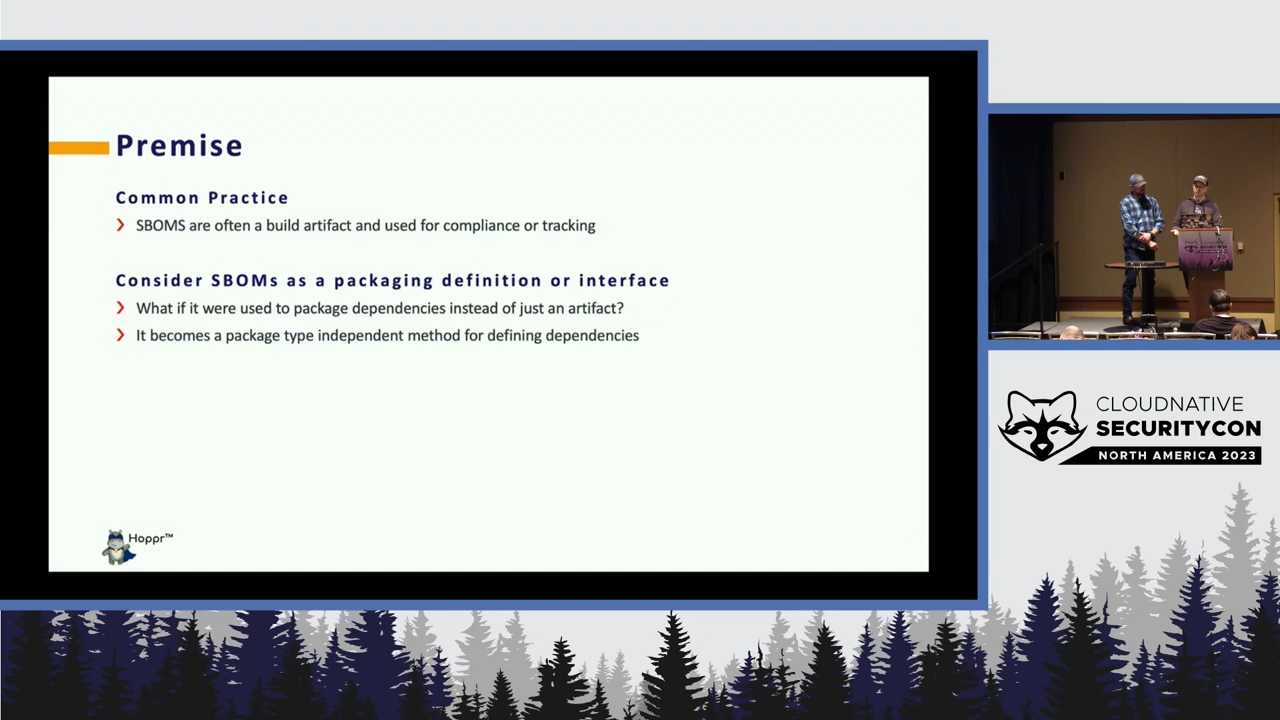 Premise
Common Practice
SBOMS are often a build artifact and used for compliance or tracking
Consider SBOMs as a packaging definition or interface
What if it were used to package dependencies instead of just an artifact?
It becomes a package type independent method for defining dependencies
Hoppr™
CLOUDNATIVE
SECURITYCON
NORTH AMERICA 2023